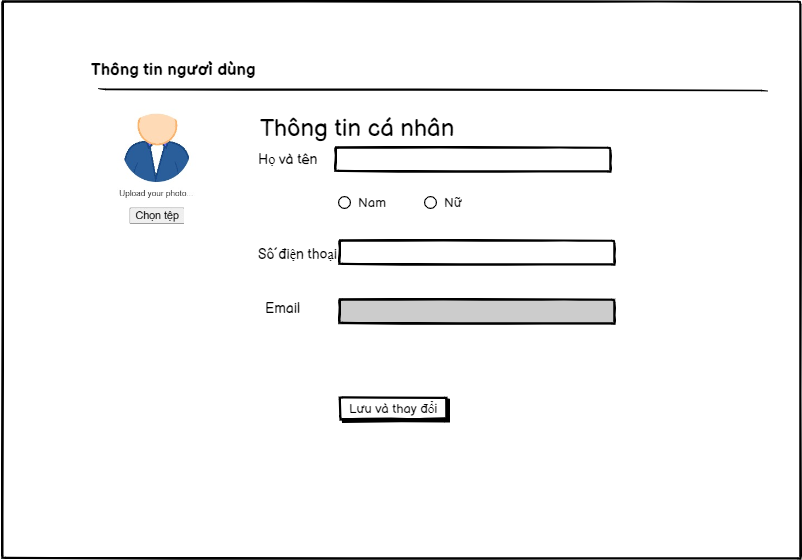 Thông tin người dùng
Thông tin cá nhân
Họ và tên
Upload your photo...
Nam Nữ
Chọn tệp
Số điện thoại
Email
Lưu và thay đổi